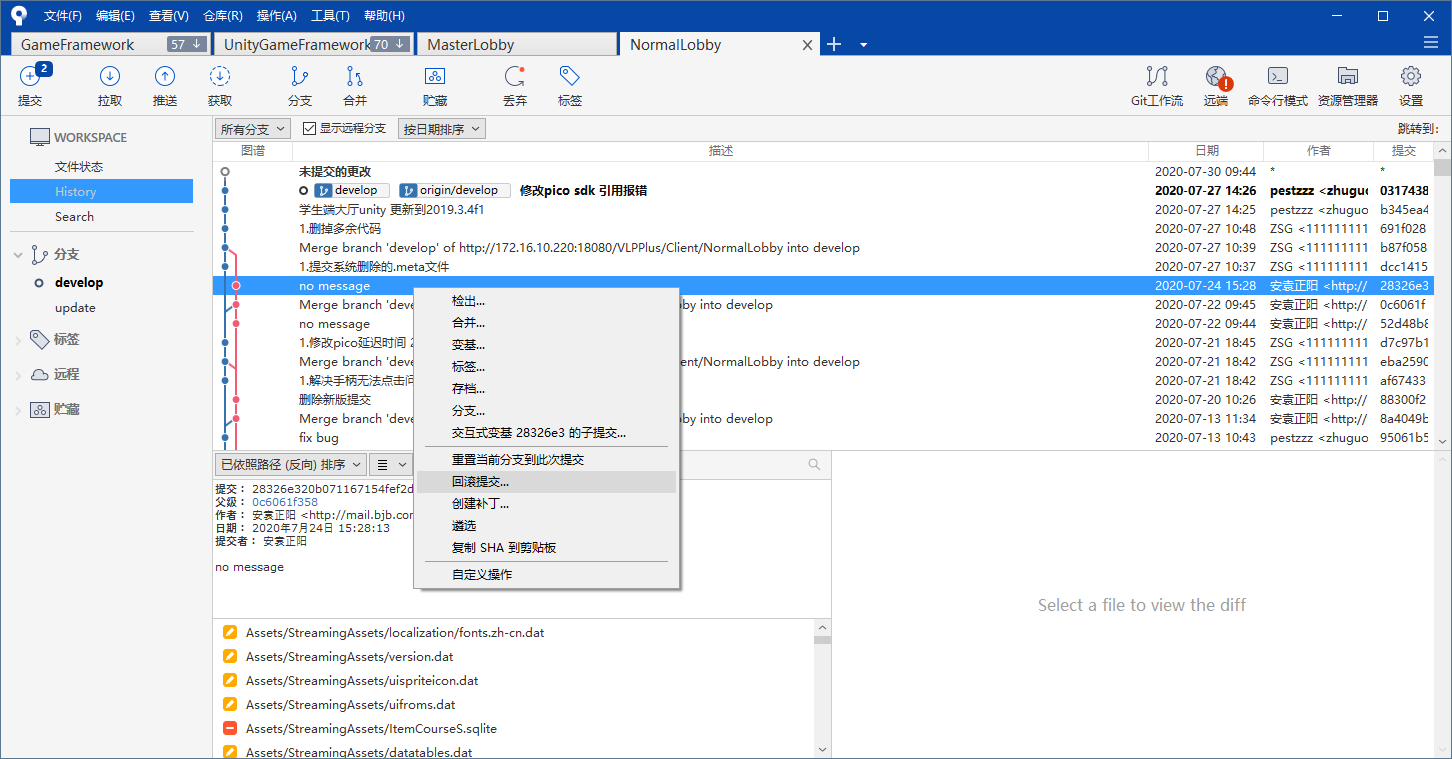 文件(F) 编辑(E) 查看(V) 仓库(R) 操作(A) 工具(T) 帮助(H)
GameFramework 57 UnityGameFramework 70 MasterLobby NormalLobby
2
提交 拉取 推送 获取 分支 合并 贮藏 丢弃 标签 Git工作流 远端 命令行模式 资源管理器 设置
WORKSPACE
文件状态
History
Search
分支
develop
update
标签
远程
贮藏
所有分支 显示远程分支 按日期排序 跳转到:
图谱 描述 日期 作者 提交
未提交的更改 2020-07-30 09:44 * *
develop origin/develop 修改pico sdk 引用报错 2020-07-27 14:26 pestzzz <zhuguo 0317438
学生端大厅unity 更新到2019.3.4f1 2020-07-27 14:25 pestzzz <zhuguo b345ea4
1.删掉多余代码 2020-07-27 10:48 ZSG <111111111 691f028
Merge branch 'develop' of http://172.16.10.220:18080/VLPPlus/Client/NormalLobby into develop 2020-07-27 10:39 ZSG <111111111 b87f058
1.提交系统删除的.meta文件 2020-07-27 10:37 ZSG <111111111 dcc1415
no message 2020-07-24 15:28 安袁正阳 <http:// 28326e3
Merge branch 'deve bby into develop 2020-07-22 09:45 安袁正阳 <http:// 0c6061f
no message 2020-07-22 09:44 安袁正阳 <http:// 52d48b8
1.修改pico延迟时间 2 2020-07-21 18:45 ZSG <111111111 d7c97b1
Merge branch 'deve ent/NormalLobby into develop 2020-07-21 18:42 ZSG <111111111 eba2590
1.解决手柄无法点击问 2020-07-21 18:42 ZSG <111111111 af67433
删除新版提交 2020-07-20 10:26 安袁正阳 <http:// 88300f2
Merge branch 'deve bby into develop 2020-07-13 11:34 安袁正阳 <http:// 8a4049b
fix bug 2020-07-13 10:43 pestzzz <zhuguo 95061b5
检出...
合并...
变基...
标签...
存档...
分支...
交互式变基 28326e3 的子提交...
重置当前分支到此次提交
回滚提交...
创建补丁...
遴选
复制 SHA 到剪贴板
自定义操作
已依照路径 (反向) 排序
提交: 28326e320b071167154fef2d
父级: 0c6061f358
作者: 安袁正阳 <http://mail.bjb.con
日期: 2020年7月24日 15:28:13
提交者: 安袁正阳
no message
Assets/StreamingAssets/localization/fonts.zh-cn.dat
Assets/StreamingAssets/version.dat
Assets/StreamingAssets/uispriteicon.dat
Assets/StreamingAssets/uifroms.dat
Assets/StreamingAssets/ItemCourseS.sqlite
Assets/StreamingAssets/datatables.dat
Select a file to view the diff